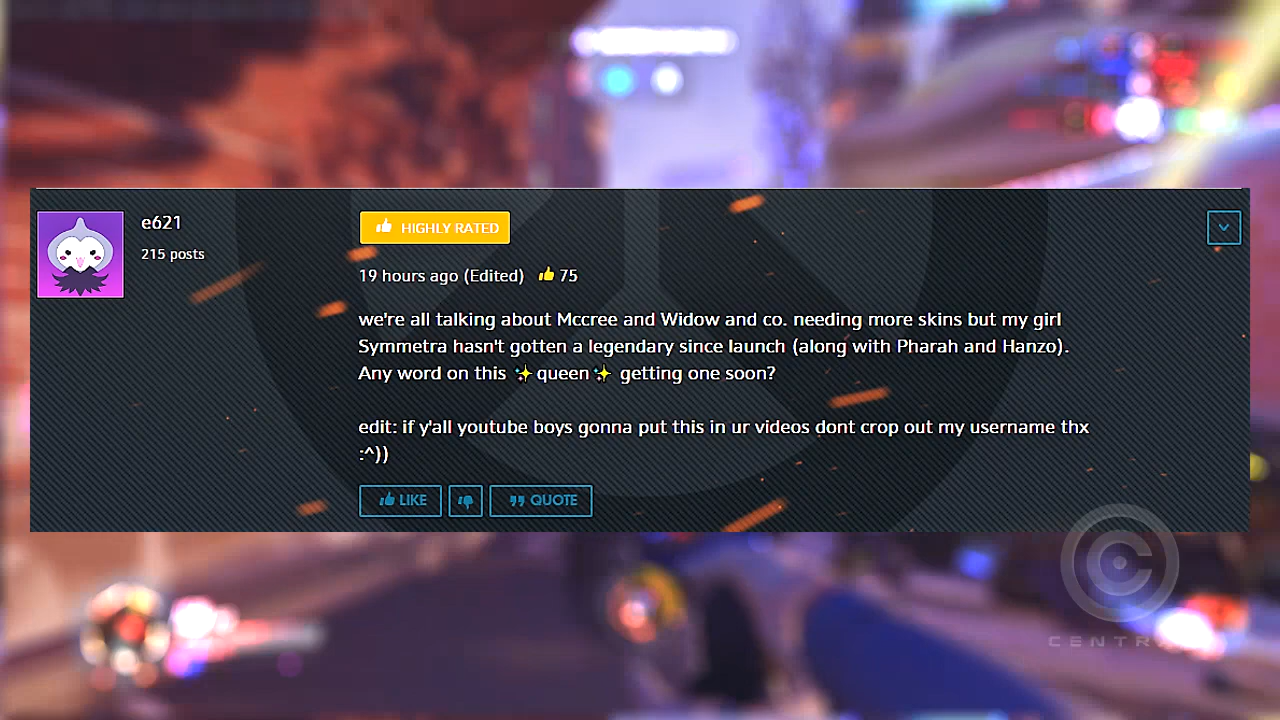 e621
215 posts
HIGHLY RATED
19 hours ago (Edited) 75
we're all talking about Mccree and Widow and co. needing more skins but my girl
Symmetra hasn't gotten a legendary since launch (along with Pharah and Hanzo).
Any word on this ✨queen✨ getting one soon?
edit: if y'all youtube boys gonna put this in ur videos dont crop out my username thx
:^))
LIKE
QUOTE